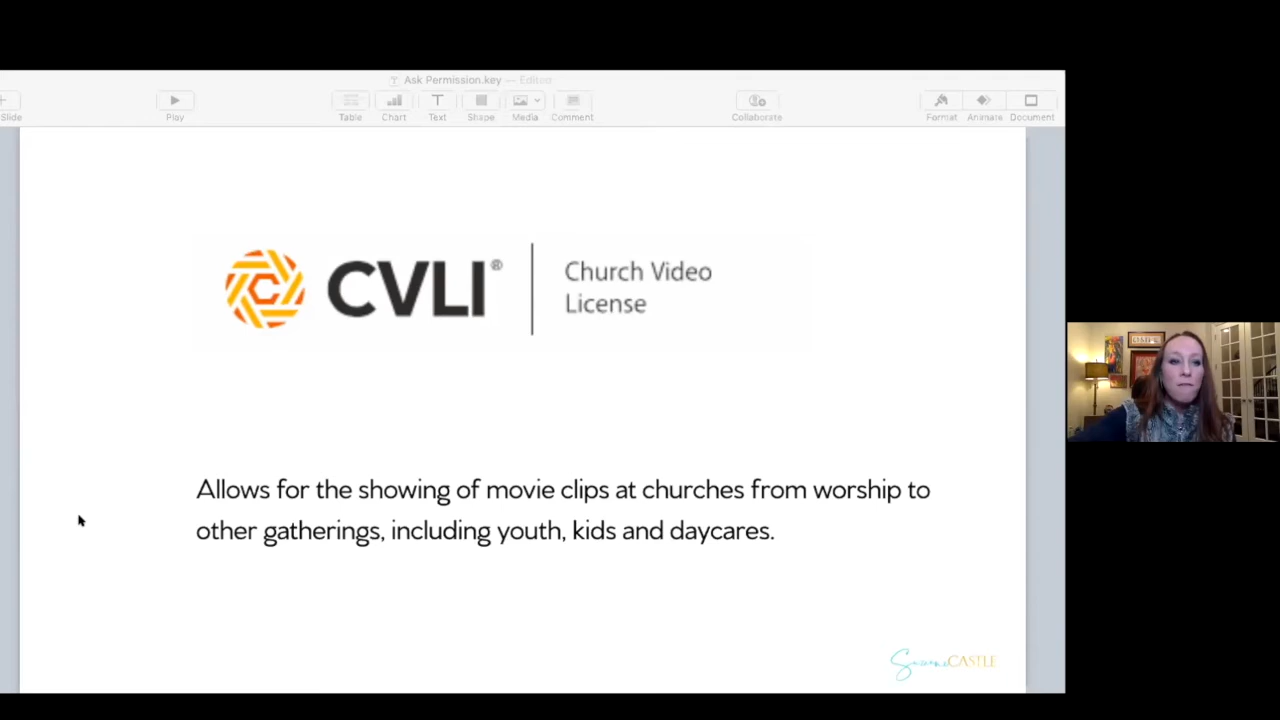 Ask Permission.key — Edited
Slide
Play
Table
Chart
Text
Shape
Media
Comment
Collaborate
Format
Animate
Document
C
CVLI®
Church Video
License
Allows for the showing of movie clips at churches from worship to
other gatherings, including youth, kids and daycares.
CASTLE